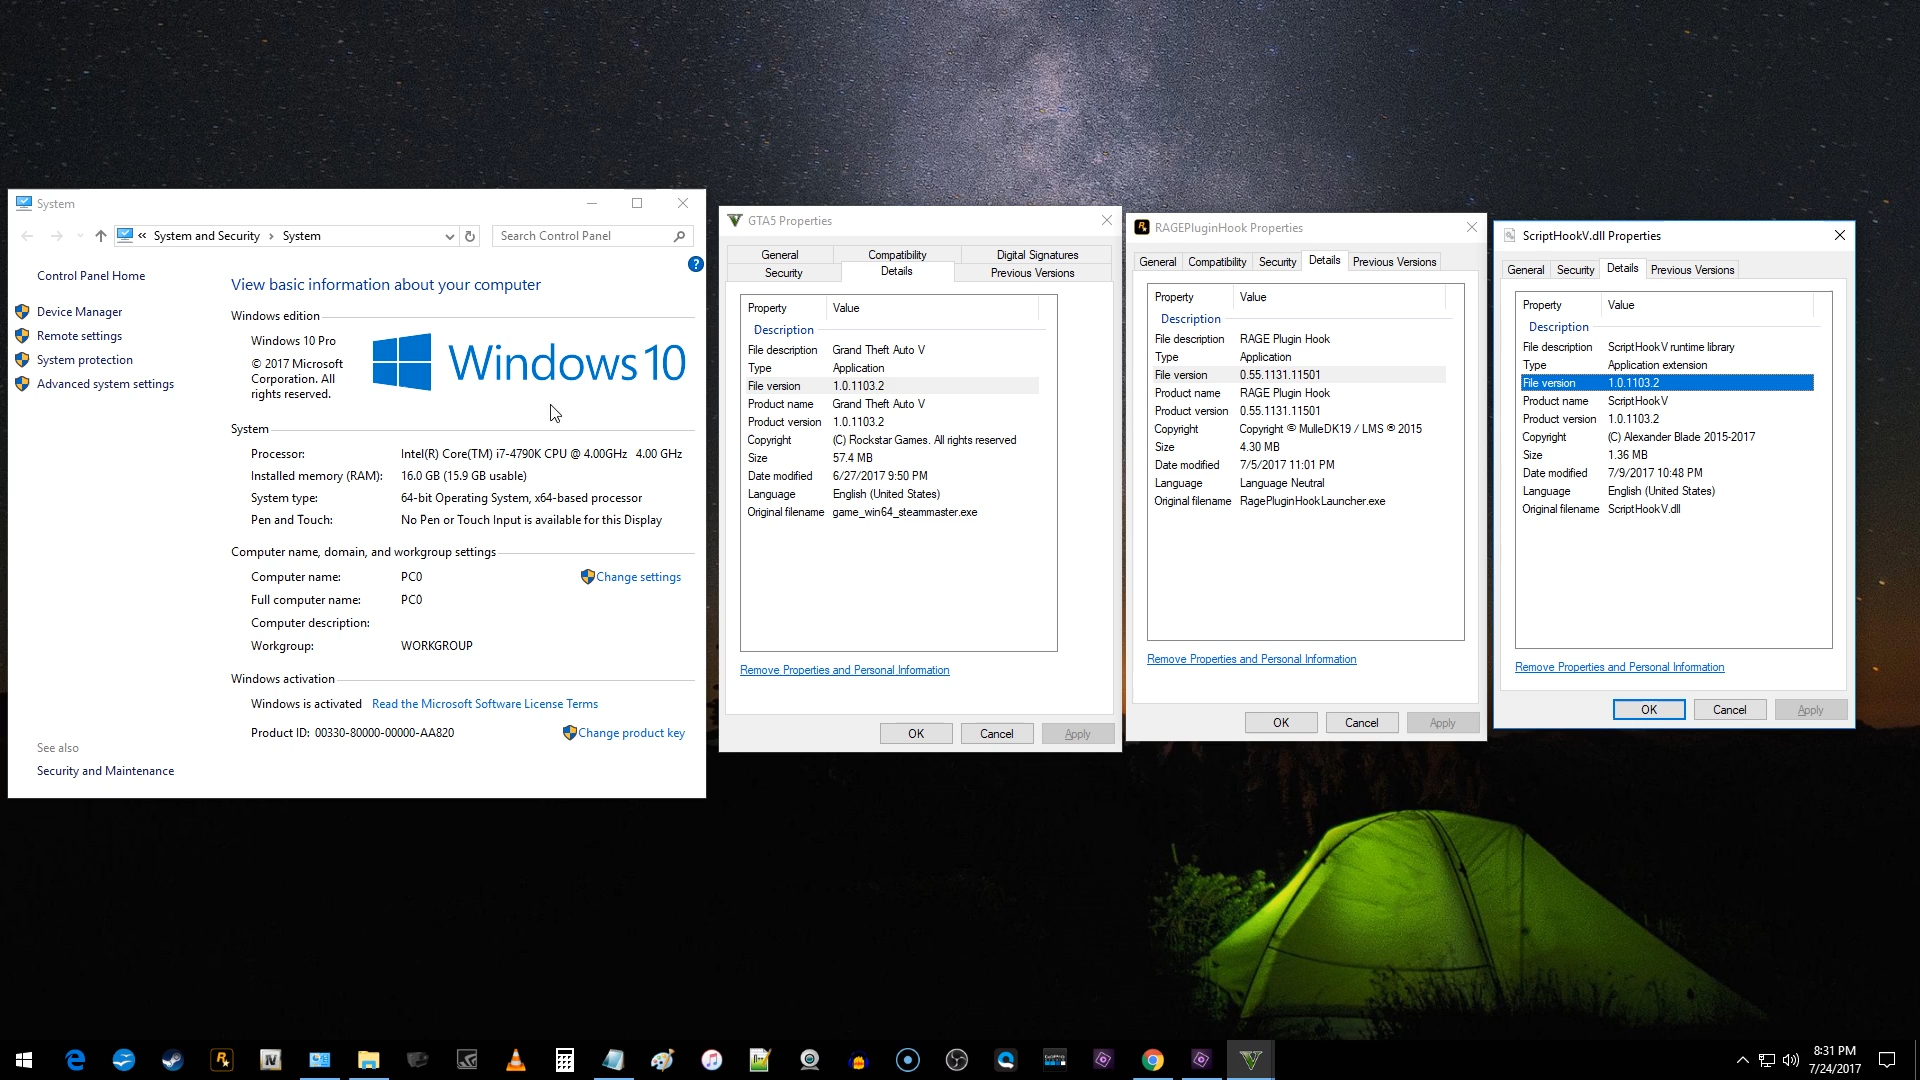 System
« System and Security › System
Search Control Panel
Control Panel Home
Device Manager
Remote settings
System protection
Advanced system settings
See also
Security and Maintenance
?
View basic information about your computer
Windows edition
Windows 10 Pro
© 2017 Microsoft
Corporation. All
rights reserved.
Windows 10
System
Processor: Intel(R) Core(TM) i7-4790K CPU @ 4.00GHz 4.00 GHz
Installed memory (RAM): 16.0 GB (15.9 GB usable)
System type: 64-bit Operating System, x64-based processor
Pen and Touch: No Pen or Touch Input is available for this Display
Computer name, domain, and workgroup settings
Computer name: PC0
Change settings
Full computer name: PC0
Computer description:
Workgroup: WORKGROUP
Windows activation
Windows is activated Read the Microsoft Software License Terms
Product ID: 00330-80000-00000-AA820
Change product key
GTA5 Properties
General Compatibility Digital Signatures
Security Details Previous Versions
Property Value
Description
File description Grand Theft Auto V
Type Application
File version 1.0.1103.2
Product name Grand Theft Auto V
Product version 1.0.1103.2
Copyright (C) Rockstar Games. All rights reserved
Size 57.4 MB
Date modified 6/27/2017 9:50 PM
Language English (United States)
Original filename game_win64_steammaster.exe
Remove Properties and Personal Information
OK Cancel Apply
RAGEPluginHook Properties
General Compatibility Security Details Previous Versions
Property Value
Description
File description RAGE Plugin Hook
Type Application
File version 0.55.1131.11501
Product name RAGE Plugin Hook
Product version 0.55.1131.11501
Copyright Copyright © MulleDK19 / LMS ® 2015
Size 4.30 MB
Date modified 7/5/2017 11:01 PM
Language Language Neutral
Original filename RagePluginHookLauncher.exe
Remove Properties and Personal Information
OK Cancel Apply
ScriptHookV.dll Properties
General Security Details Previous Versions
Property Value
Description
File description ScriptHookV runtime library
Type Application extension
File version 1.0.1103.2
Product name ScriptHookV
Product version 1.0.1103.2
Copyright (C) Alexander Blade 2015-2017
Size 1.36 MB
Date modified 7/9/2017 10:48 PM
Language English (United States)
Original filename ScriptHookV.dll
Remove Properties and Personal Information
OK Cancel Apply
8:31 PM
7/24/2017